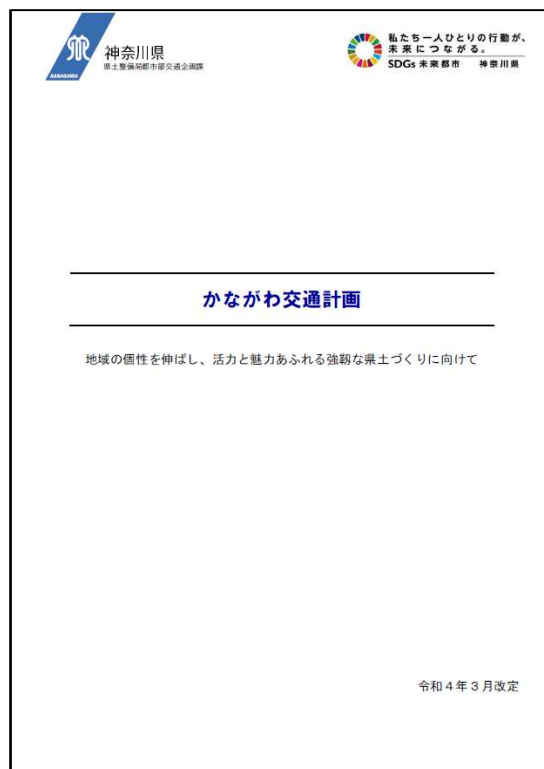 KANAGAWA
神奈川県
県土整備局都市部交通企画課
私たち一人ひとりの行動が、
未来につながる。
SDGs 未来都市 神奈川県
かながわ交通計画
地域の個性を伸ばし、活力と魅力あふれる強靱な県土づくりに向けて
令和４年３月改定